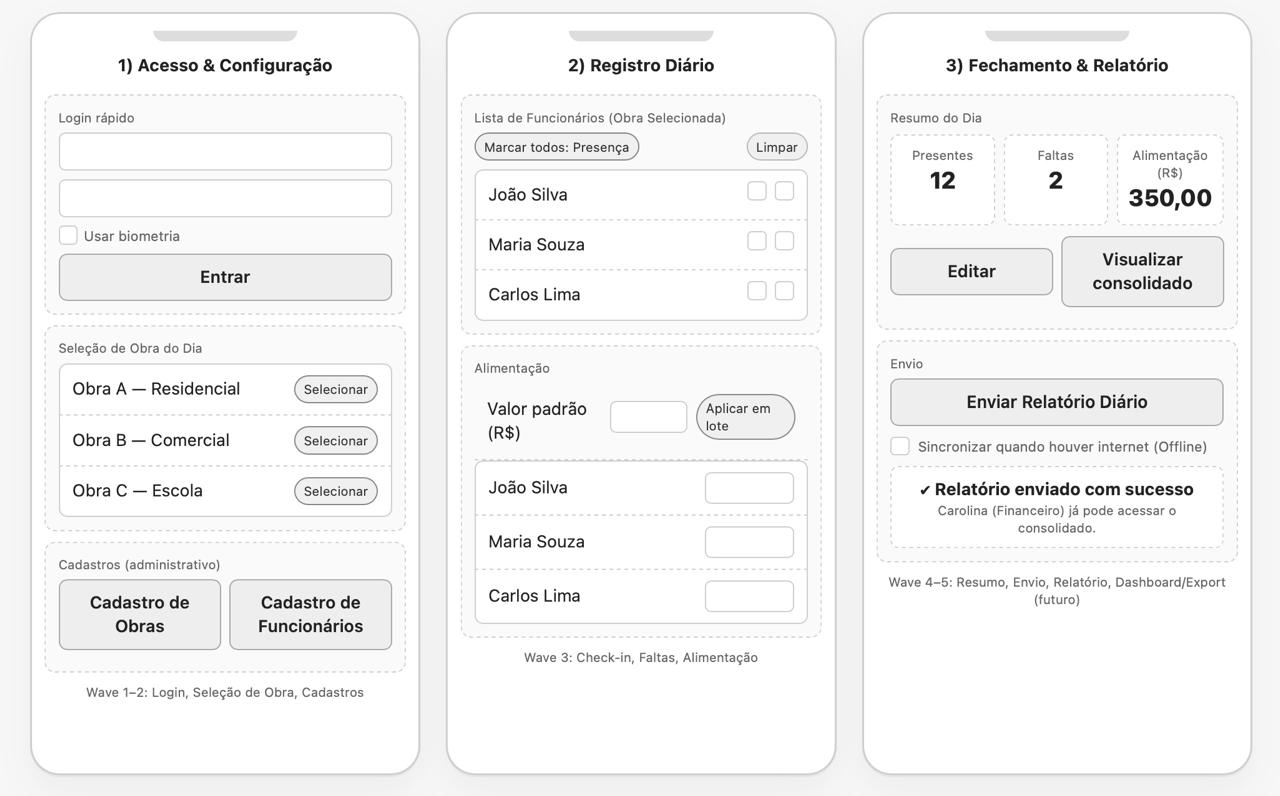 1) Acesso & Configuração
Login rápido
Usar biometria
Entrar
Seleção de Obra do Dia
Obra A — Residencial
Selecionar
Obra B — Comercial
Selecionar
Obra C — Escola
Selecionar
Cadastros (administrativo)
Cadastro de
Obras
Cadastro de
Funcionários
Wave 1–2: Login, Seleção de Obra, Cadastros
2) Registro Diário
Lista de Funcionários (Obra Selecionada)
Marcar todos: Presença
Limpar
João Silva
Maria Souza
Carlos Lima
Alimentação
Valor padrão
(R$)
Aplicar em
lote
João Silva
Maria Souza
Carlos Lima
Wave 3: Check-in, Faltas, Alimentação
3) Fechamento & Relatório
Resumo do Dia
Presentes
12
Faltas
2
Alimentação
(R$)
350,00
Editar
Visualizar
consolidado
Envio
Enviar Relatório Diário
Sincronizar quando houver internet (Offline)
✔ Relatório enviado com sucesso
Carolina (Financeiro) já pode acessar o
consolidado.
Wave 4–5: Resumo, Envio, Relatório, Dashboard/Export
(futuro)